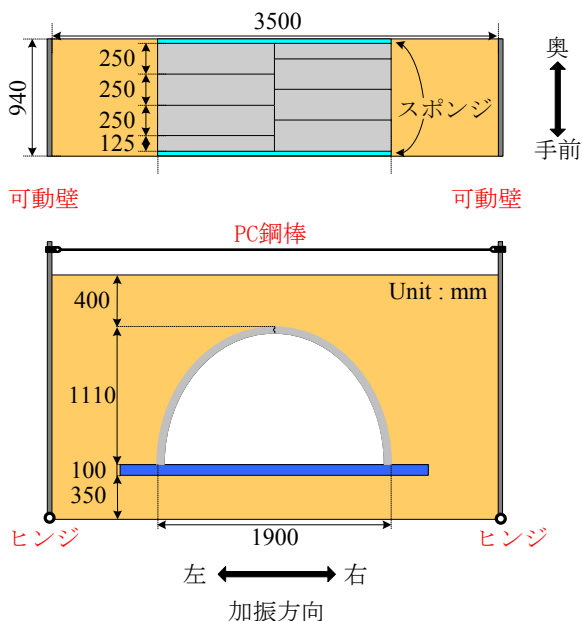 3500
940
250
250
250
125
スポンジ
奥
手前
可動壁
可動壁
PC鋼棒
Unit : mm
400
1110
100
350
1900
ヒンジ
ヒンジ
左
右
加振方向